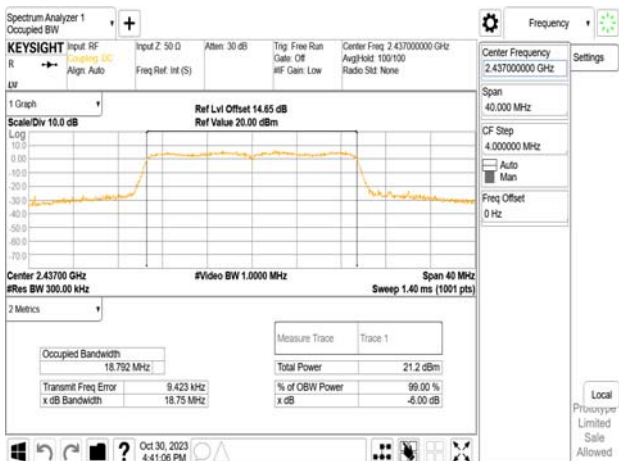 Spectrum Analyzer 1
Occupied BW
Frequency
KEYSIGHT
R
Input: RF
Coupling: DC
Align: Auto
Input Z: 50 Ω
Freq Ref: Int (S)
Atten: 30 dB
Trig: Free Run
Gate: Off
#IF Gain: Low
Center Freq: 2.437000000 GHz
Avg|Hold: 100/100
Radio Std: None
Center Frequency
2.437000000 GHz
Settings
Span
40.000 MHz
CF Step
4.000000 MHz
Auto
Man
Freq Offset
0 Hz
1 Graph
Scale/Div 10.0 dB
Ref Lvl Offset 14.65 dB
Ref Value 20.00 dBm
Log
10.0
0.00
-10.0
-20.0
-30.0
-40.0
-50.0
-60.0
-70.0
Center 2.43700 GHz
#Video BW 1.0000 MHz
Span 40 MHz
#Res BW 300.00 kHz
Sweep 1.40 ms (1001 pts)
2 Metrics
Measure Trace
Trace 1
Occupied Bandwidth
18.792 MHz
Total Power
21.2 dBm
Transmit Freq Error
9.423 kHz
% of OBW Power
99.00 %
x dB Bandwidth
18.75 MHz
x dB
-6.00 dB
Local
Prototype
Limited
Sale
Allowed
?
Oct 30, 2023
4:41:06 PM